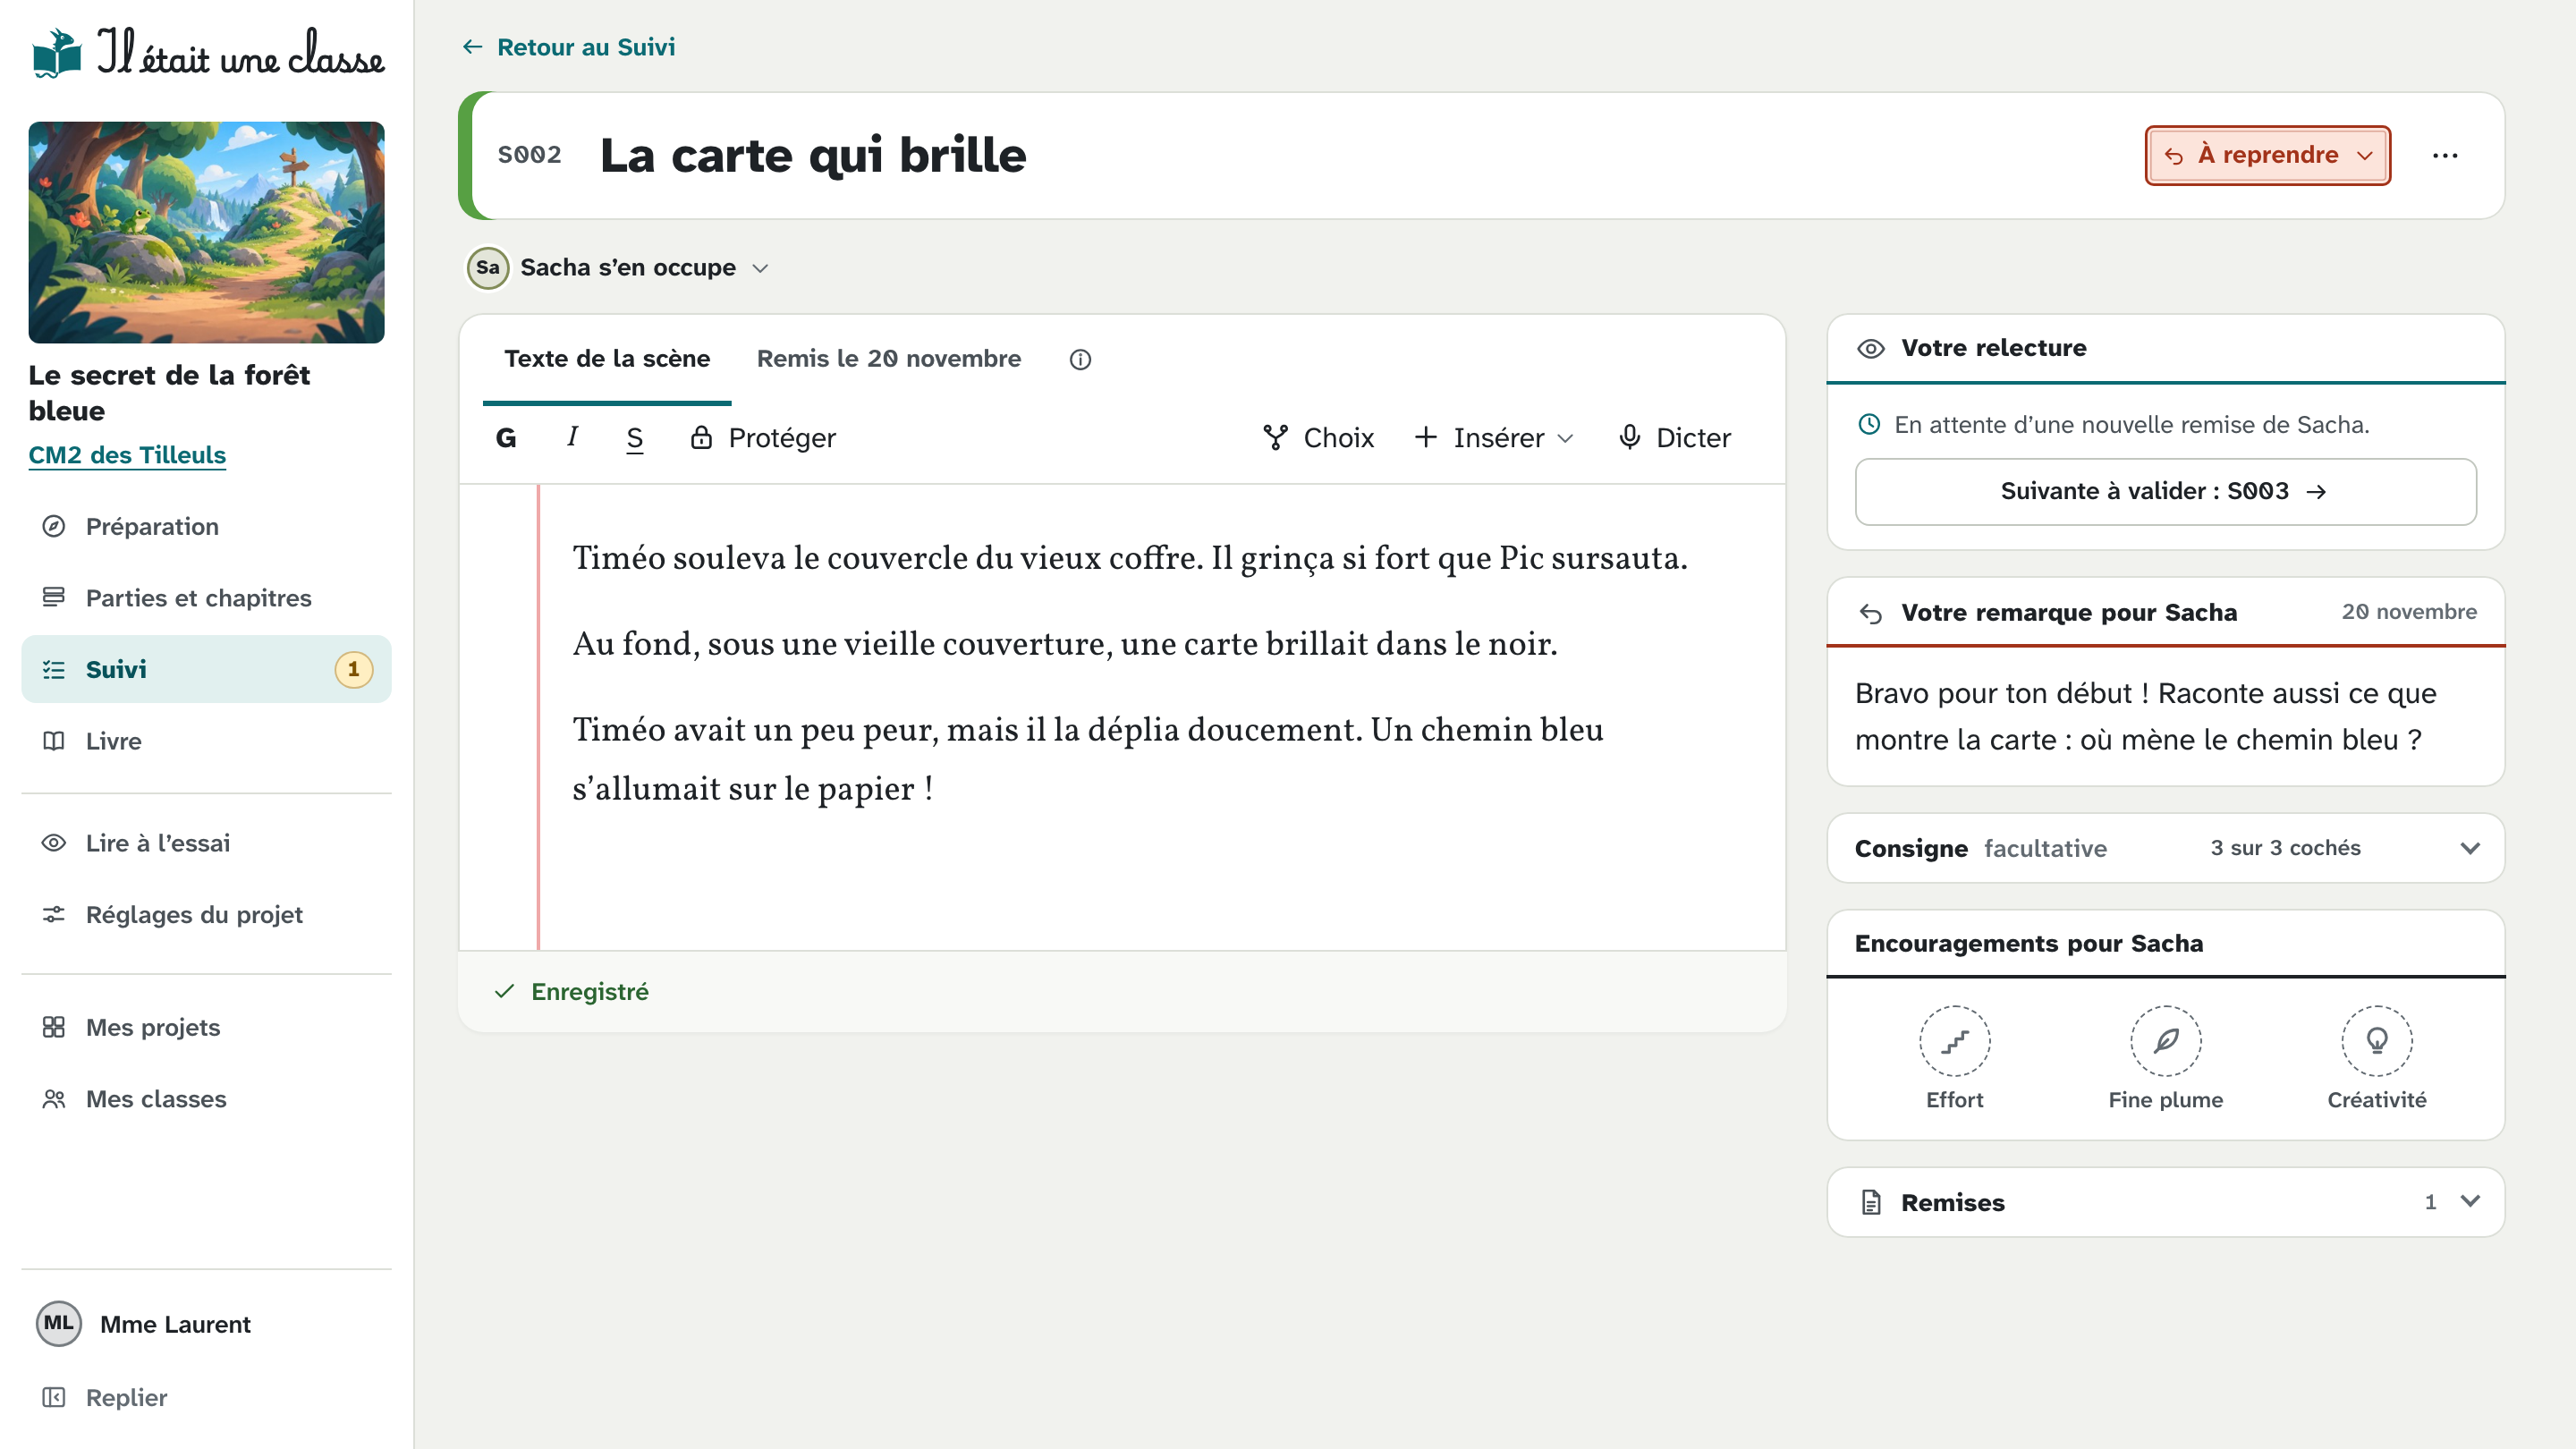 Il était une classe
Le secret de la forêt
bleue
CM2 des Tilleuls
Préparation
Parties et chapitres
Suivi 1
Livre
Lire à l’essai
Réglages du projet
Mes projets
Mes classes
ML Mme Laurent
Replier
← Retour au Suivi
S002 La carte qui brille
À reprendre
Sa Sacha s’en occupe
Texte de la scène Remis le 20 novembre
G I S Protéger Choix + Insérer Dicter
Timéo souleva le couvercle du vieux coffre. Il grinça si fort que Pic sursauta.
Au fond, sous une vieille couverture, une carte brillait dans le noir.
Timéo avait un peu peur, mais il la déplia doucement. Un chemin bleu
s’allumait sur le papier !
Enregistré
Votre relecture
En attente d’une nouvelle remise de Sacha.
Suivante à valider : S003 →
Votre remarque pour Sacha 20 novembre
Bravo pour ton début ! Raconte aussi ce que
montre la carte : où mène le chemin bleu ?
Consigne facultative 3 sur 3 cochés
Encouragements pour Sacha
Effort Fine plume Créativité
Remises 1